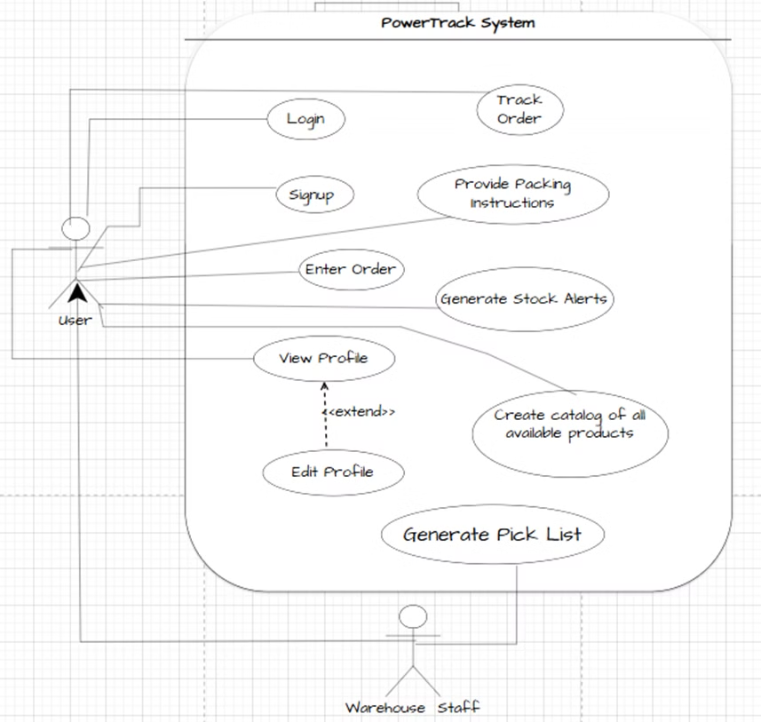 PowerTrack System
Track
Order
Login
Signup
Provide Packing
Instructions
Enter Order
Generate Stock Alerts
User
View Profile
<<extend>>
Create catalog of all
available products
Edit Profile
Generate Pick List
Warehouse Staff